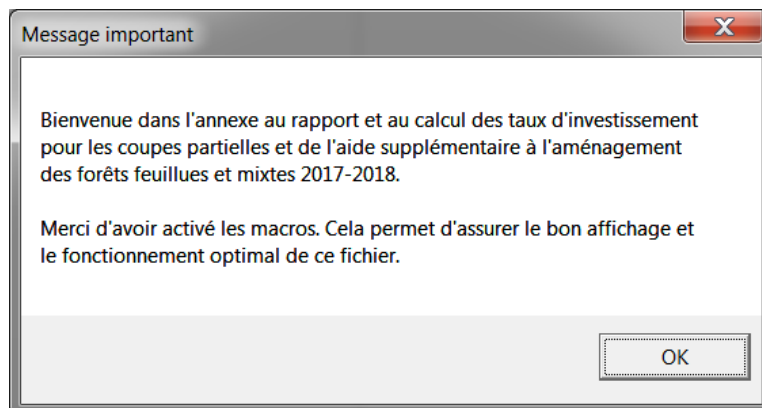 Message important
Bienvenue dans l'annexe au rapport et au calcul des taux d'investissement
pour les coupes partielles et de l'aide supplémentaire à l'aménagement
des forêts feuillues et mixtes 2017-2018.
Merci d'avoir activé les macros. Cela permet d'assurer le bon affichage et
le fonctionnement optimal de ce fichier.
OK